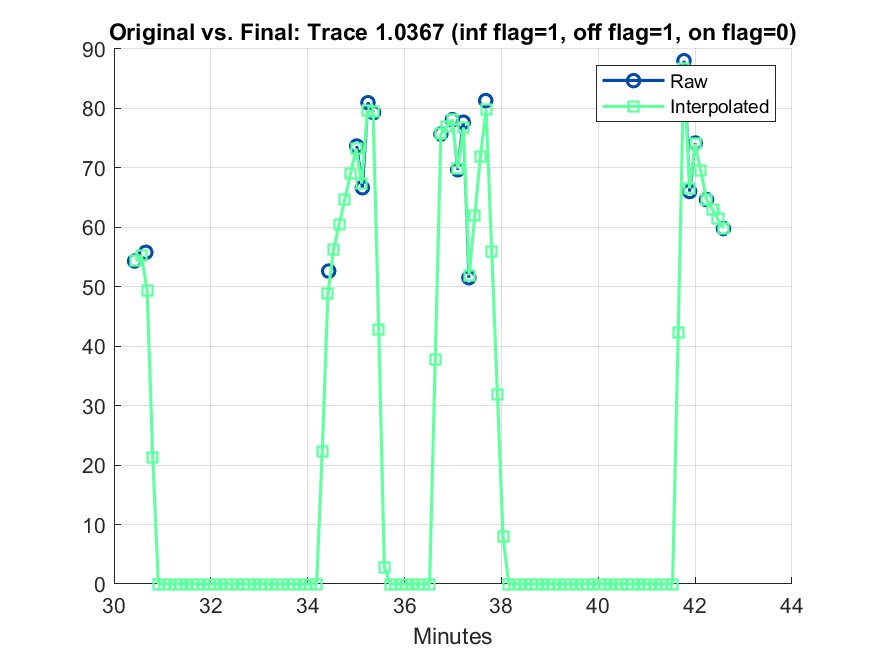 Original vs. Final: Trace 1.0367 (inf flag=1, off flag=1, on flag=0)
90
80
70
60
50
40
30
20
10
0
Raw
Interpolated
30 32 34 36 38 40 42 44
Minutes